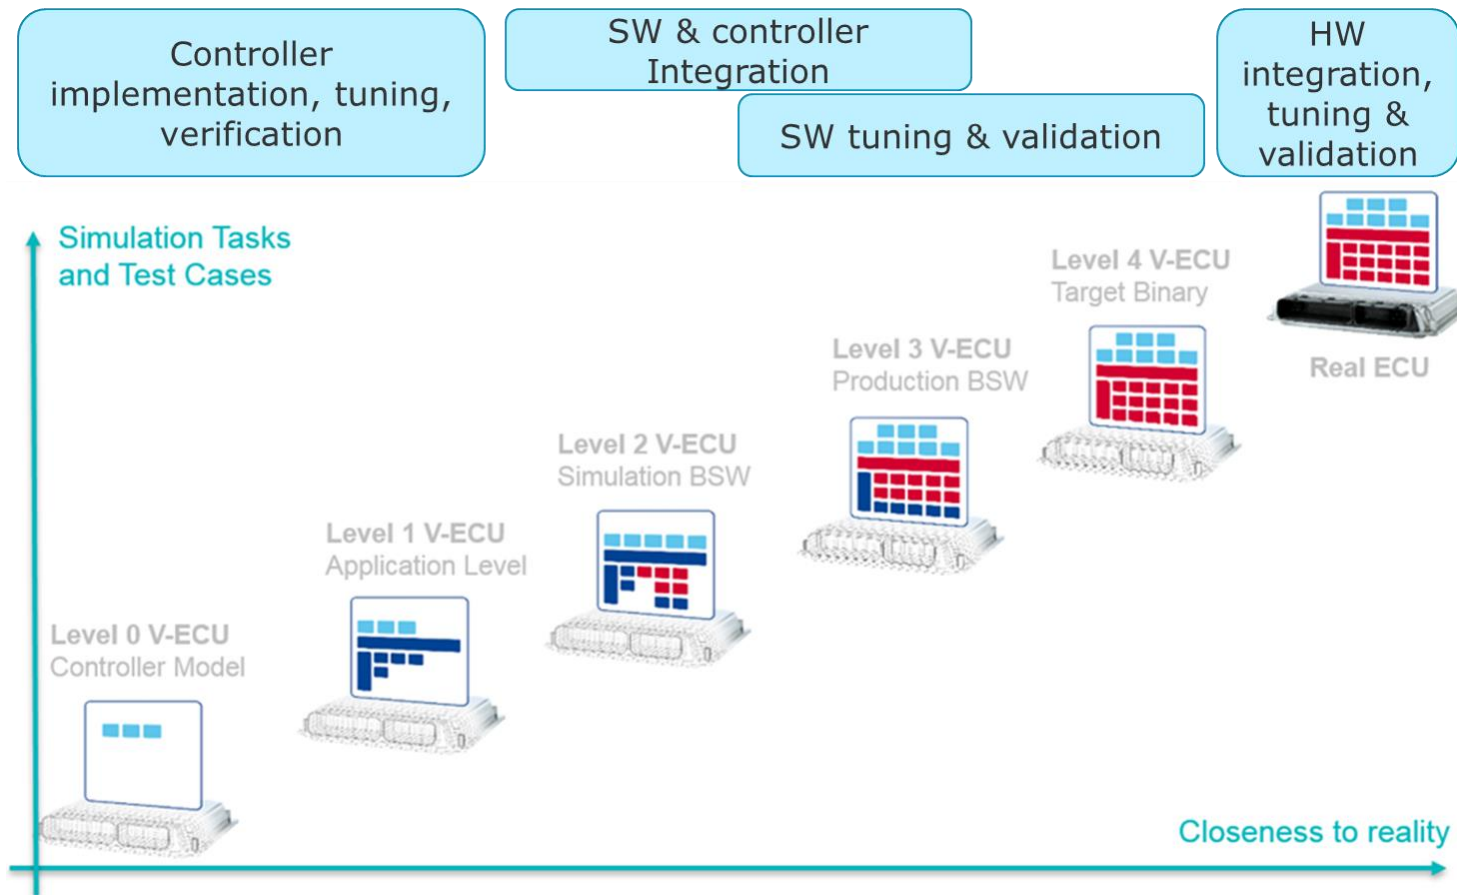 Controller
implementation, tuning,
verification
SW & controller
Integration
SW tuning & validation
HW
integration,
tuning &
validation
Simulation Tasks
and Test Cases
Level 4 V-ECU
Target Binary
Real ECU
Level 3 V-ECU
Production BSW
Level 2 V-ECU
Simulation BSW
Level 1 V-ECU
Application Level
Level 0 V-ECU
Controller Model
Closeness to reality